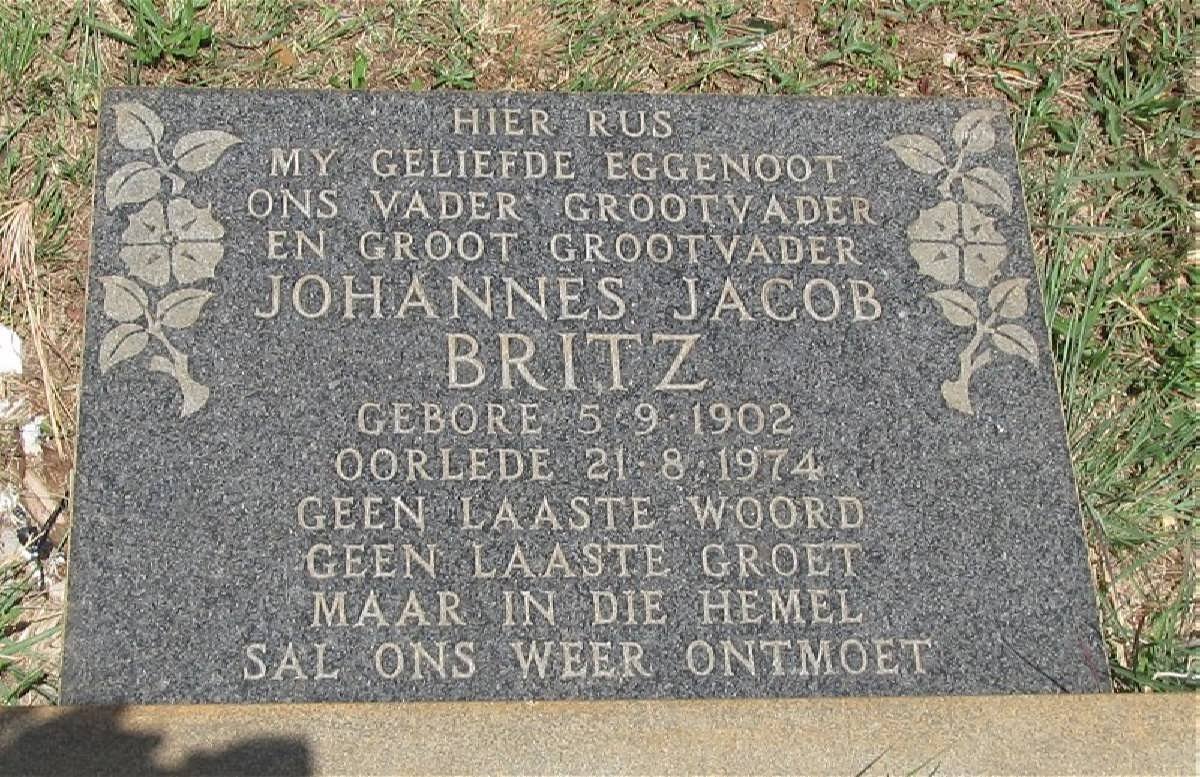 HIER RUS
MY GELIEFDE EGGENOOT
ONS VADER GROOTVADER
EN GROOT GROOTVADER
JOHANNES JACOB
BRITZ
GEBORE 5·9·1902
OORLEDE 21·8·1974
GEEN LAASTE WOORD
GEEN LAASTE GROET
MAAR IN DIE HEMEL
SAL ONS WEER ONTMOET